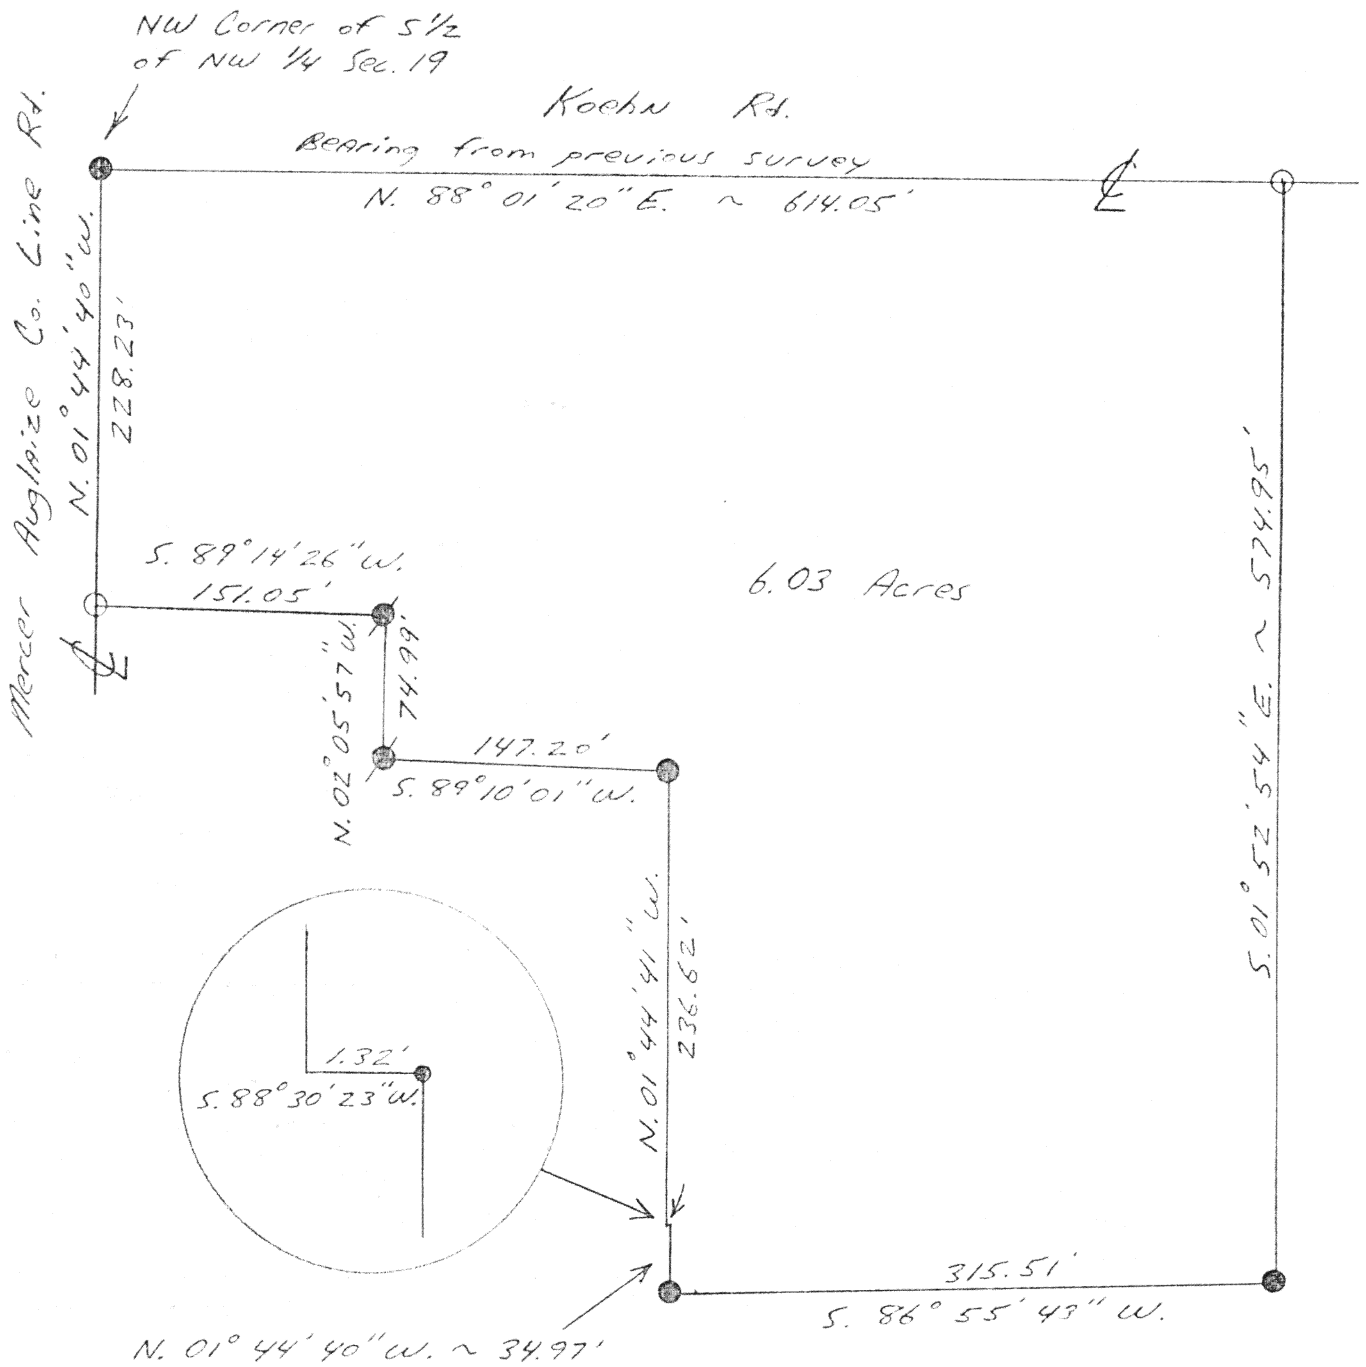 NW Corner of S 1/2
of NW 1/4 Sec. 19
Koehn Rd.
Bearing from previous survey
N. 88° 01' 20" E. ~ 614.05'
℄
Mercer Auglaize Co. Line Rd.
N. 01° 44' 40" W.
228.23'
S. 89° 14' 26" W.
151.05'
℄
N. 02° 05' 57" W.
74.99'
6.03 Acres
S. 01° 52' 54" E. ~ 574.95'
147.20'
S. 89° 10' 01" W.
N. 01° 44' 41" W.
236.62'
1.32'
S. 88° 30' 23" W.
315.51'
S. 86° 55' 43" W.
N. 01° 44' 40" W. ~ 34.97'